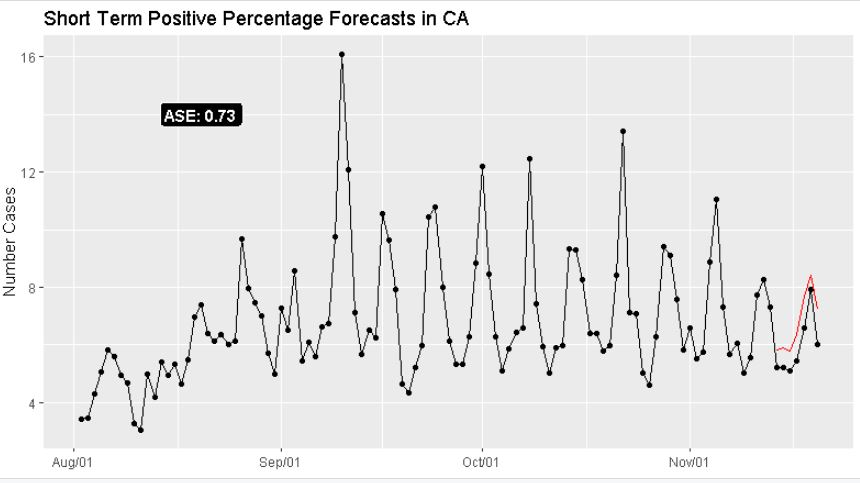 Short Term Positive Percentage Forecasts in CA
16
ASE: 0.73
12
Number Cases
8
4
Aug/01
Sep/01
Oct/01
Nov/01